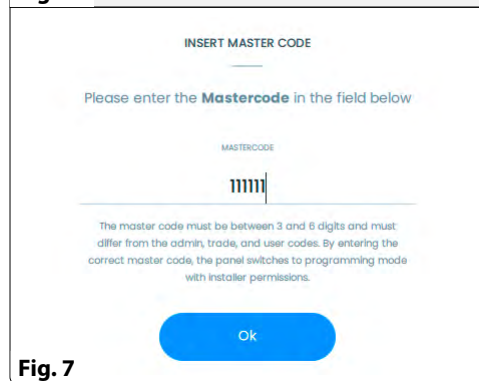 INSERT MASTER CODE
Please enter the Mastercode in the field below
MASTERCODE
111111
The master code must be between 3 and 6 digits and must
differ from the admin, trade, and user codes. By entering the
correct master code, the panel switches to programming mode
with installer permissions.
Ok
Fig. 7